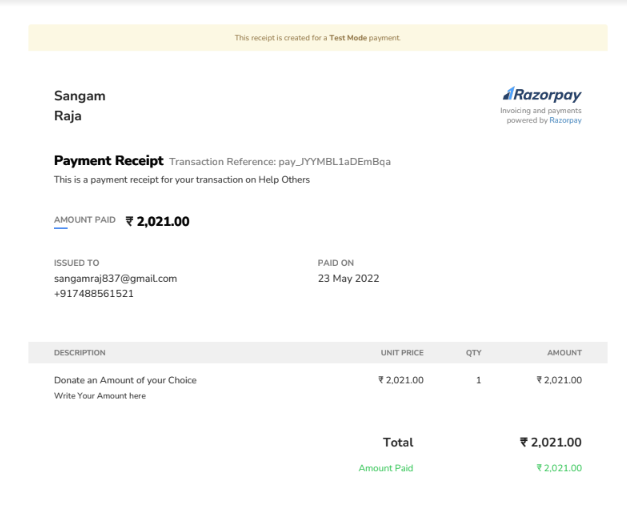 This receipt is created for a Test Mode payment.
Sangam
Raja
Razorpay
Invoicing and payments
powered by Razorpay
Payment Receipt Transaction Reference: pay_JYYMBL1aDEmBqa
This is a payment receipt for your transaction on Help Others
AMOUNT PAID ₹ 2,021.00
ISSUED TO PAID ON
sangamraj837@gmail.com 23 May 2022
+917488561521
DESCRIPTION UNIT PRICE QTY AMOUNT
Donate an Amount of your Choice ₹ 2,021.00 1 ₹ 2,021.00
Write Your Amount here
Total ₹ 2,021.00
Amount Paid ₹ 2,021.00